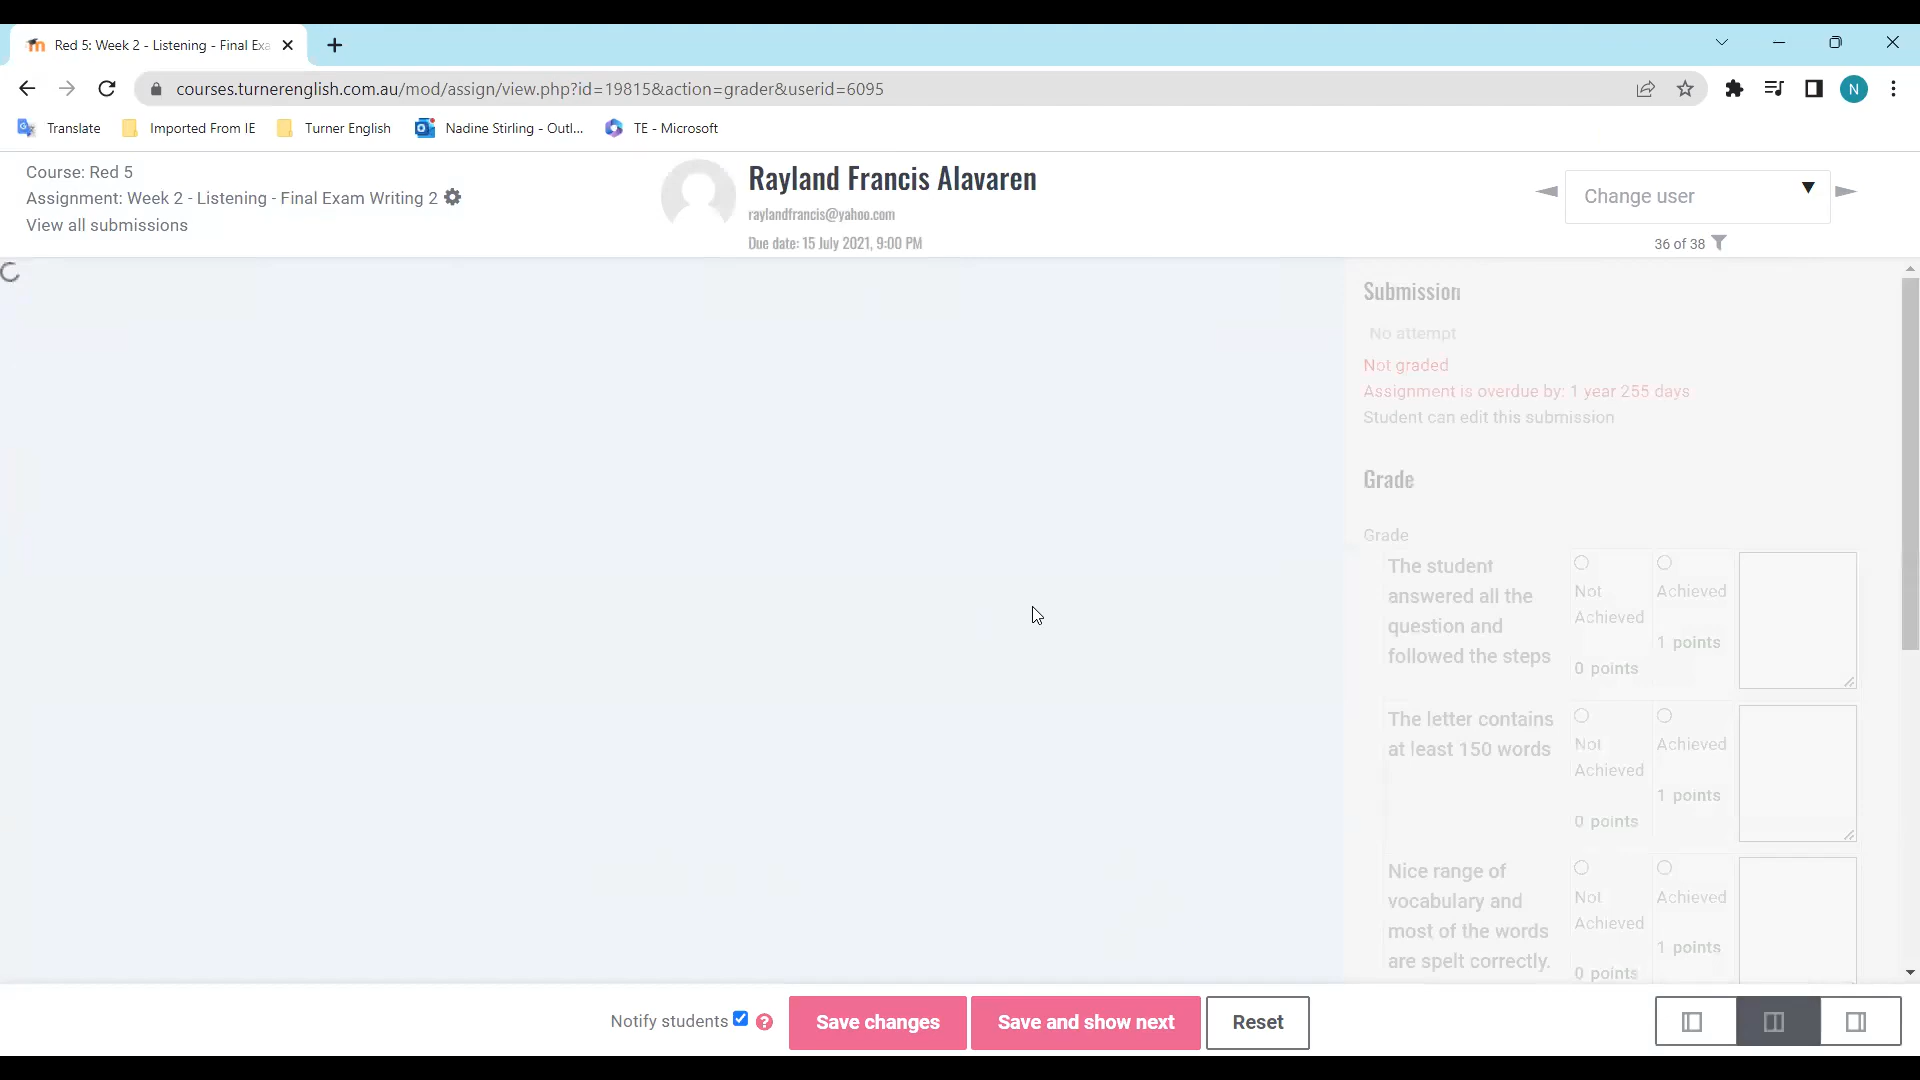 Red 5: Week 2 - Listening - Final Exa
courses.turnerenglish.com.au/mod/assign/view.php?id=19815&action=grader&userid=6095
N
Translate
Imported From IE
Turner English
Nadine Stirling - Outl...
TE - Microsoft
Course: Red 5
Assignment: Week 2 - Listening - Final Exam Writing 2
View all submissions
Rayland Francis Alavaren
raylandfrancis@yahoo.com
Due date: 15 July 2021, 9:00 PM
Change user
36 of 38
Submission
No attempt
Not graded
Assignment is overdue by: 1 year 255 days
Student can edit this submission
Grade
Grade
The student
answered all the
question and
followed the steps
Not
Achieved
0 points
Achieved
1 points
The letter contains
at least 150 words
Not
Achieved
0 points
Achieved
1 points
Nice range of
vocabulary and
most of the words
are spelt correctly.
Not
Achieved
0 points
Achieved
1 points
Notify students
?
Save changes
Save and show next
Reset